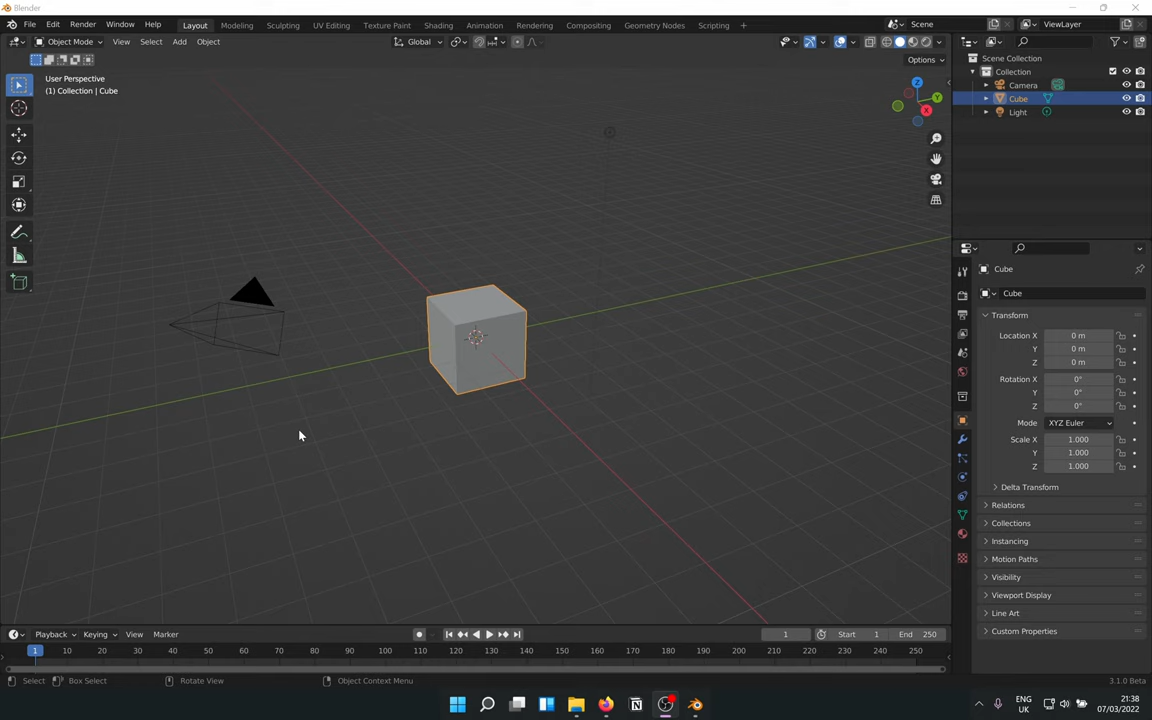 Blender
File Edit Render Window Help Layout Modeling Sculpting UV Editing Texture Paint Shading Animation Rendering Compositing Geometry Nodes Scripting + Scene ViewLayer
Object Mode View Select Add Object Global
Options
User Perspective
(1) Collection | Cube
Z
Y
X
Scene Collection
Collection
Camera
Cube
Light
Cube
Cube
Transform
Location X 0 m
Y 0 m
Z 0 m
Rotation X 0°
Y 0°
Z 0°
Mode XYZ Euler
Scale X 1.000
Y 1.000
Z 1.000
Delta Transform
Relations
Collections
Instancing
Motion Paths
Visibility
Viewport Display
Line Art
Custom Properties
Playback Keying View Marker 1 Start 1 End 250
1 10 20 30 40 50 60 70 80 90 100 110 120 130 140 150 160 170 180 190 200 210 220 230 240 250
Select Box Select Rotate View Object Context Menu 3.1.0 Beta
ENG
UK
21:38
07/03/2022